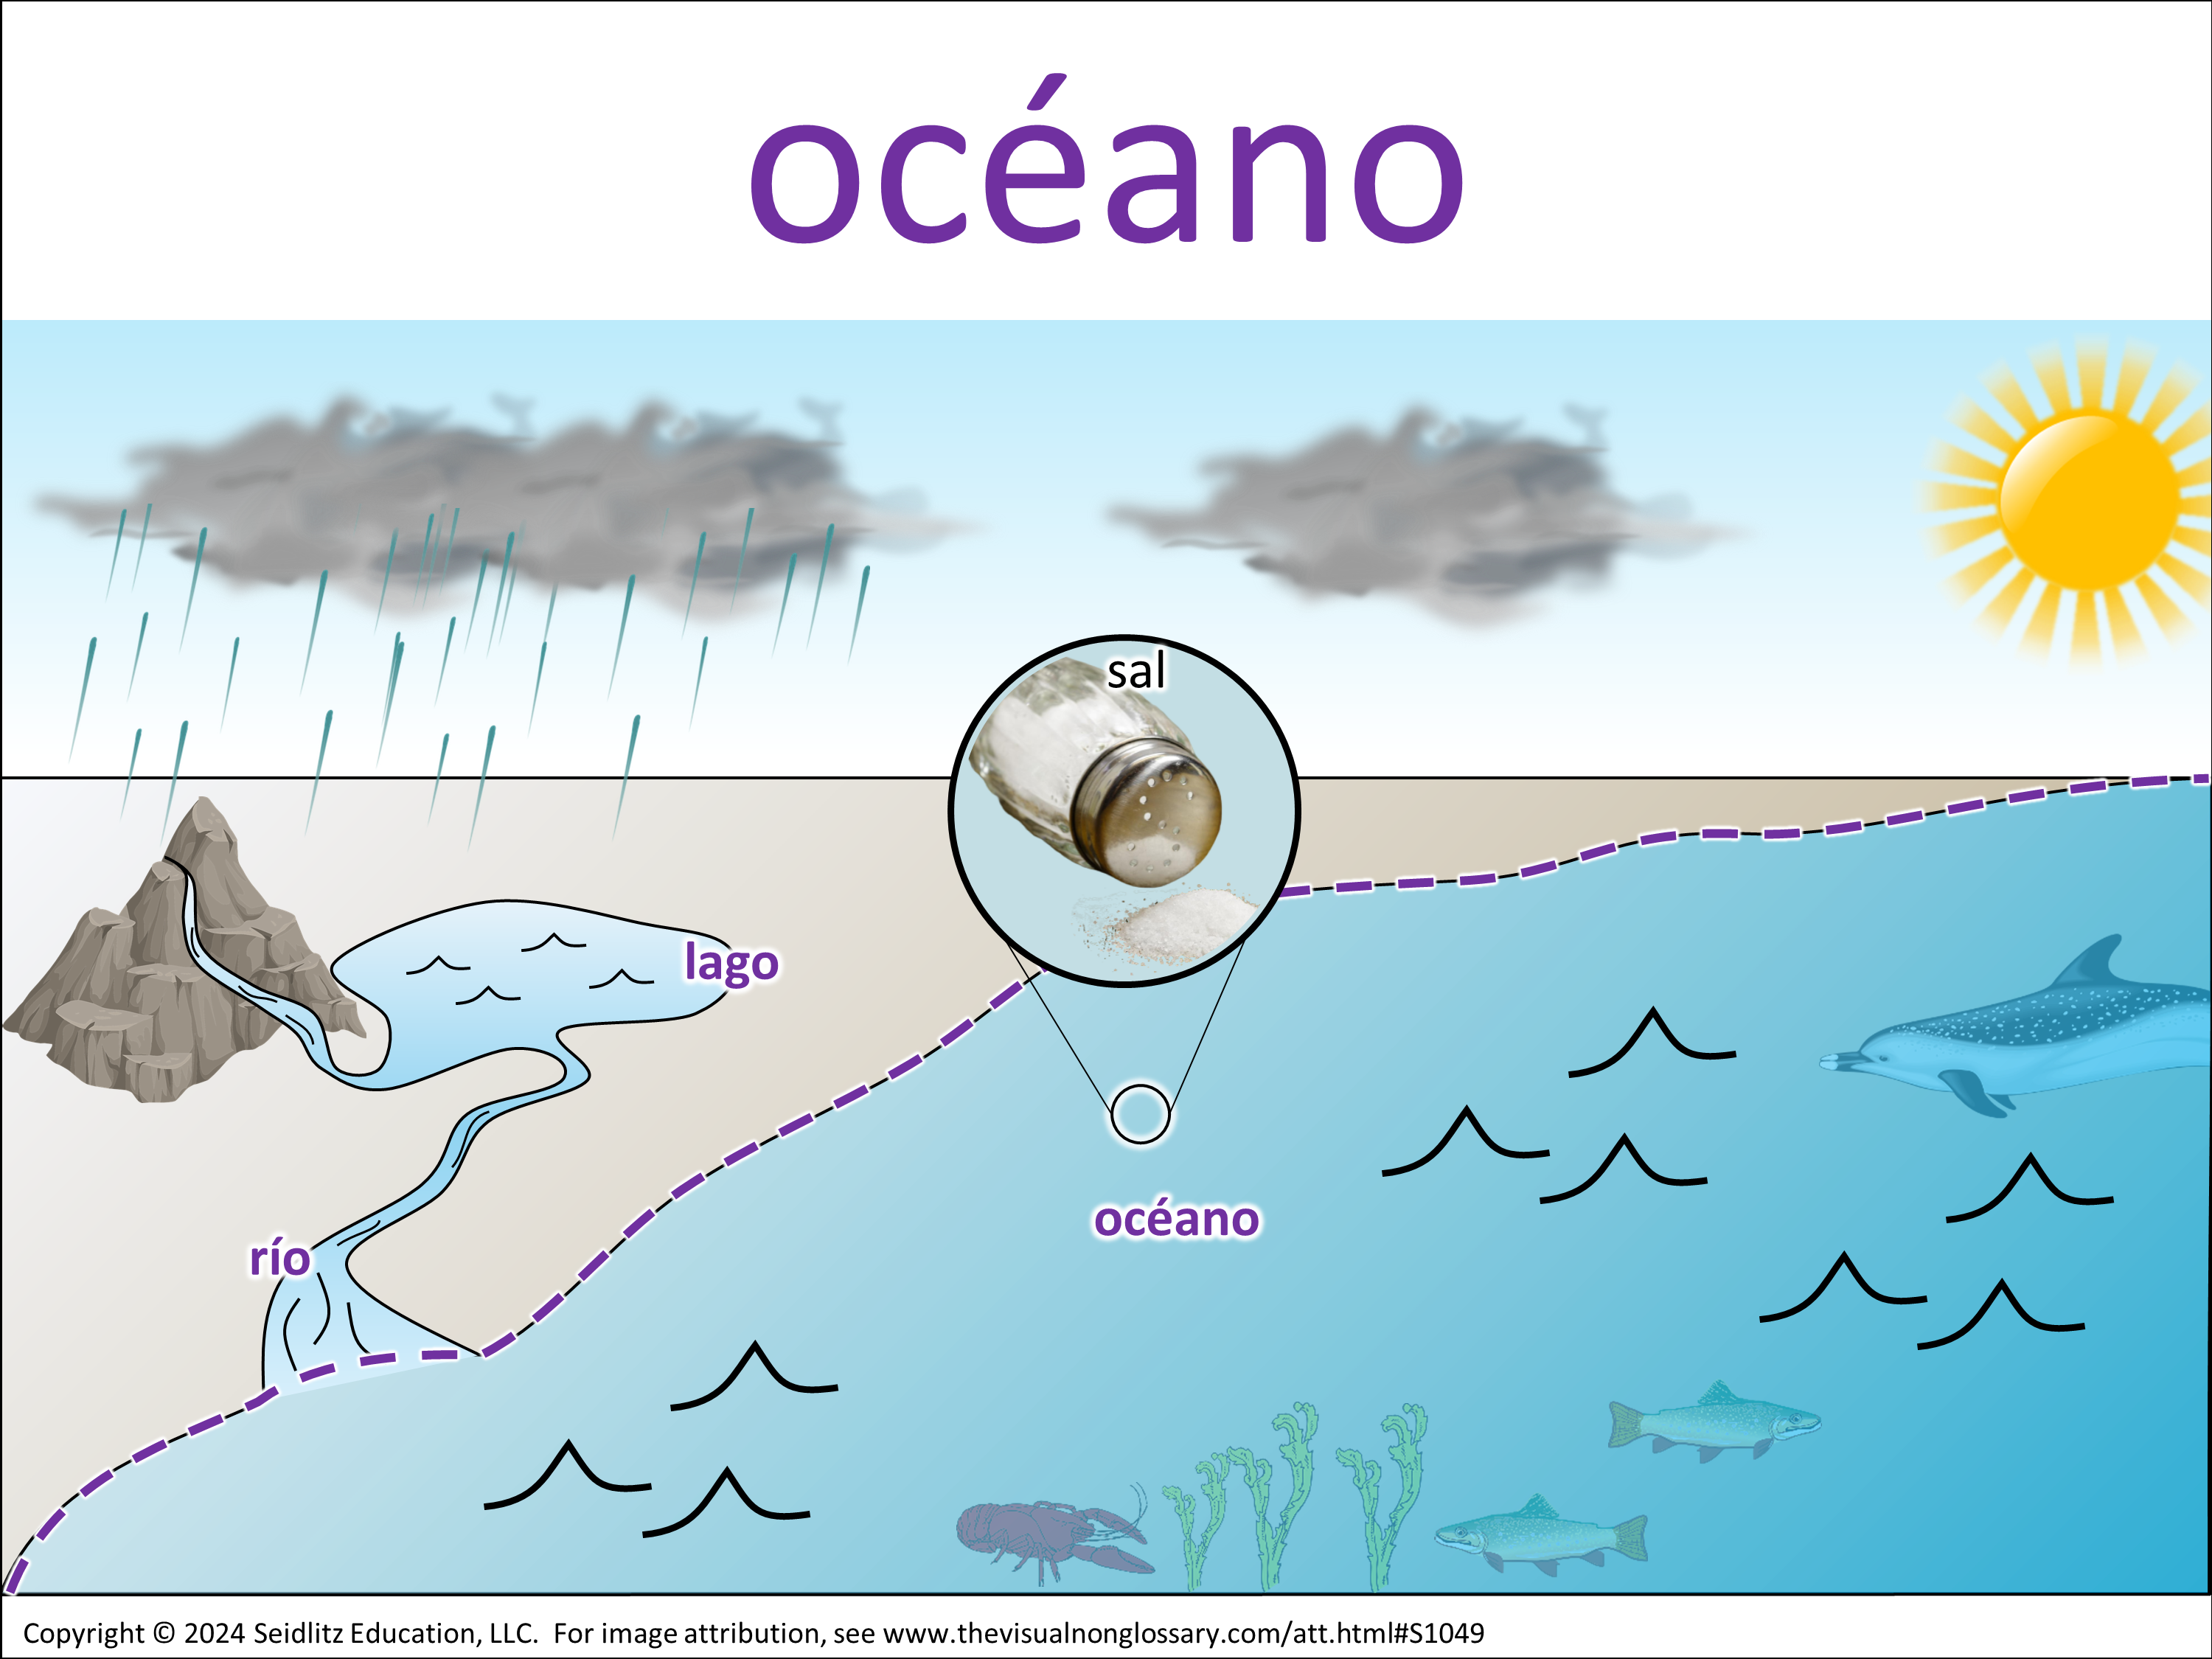 océano
sal
lago
océano
río
Copyright © 2024 Seidlitz Education, LLC.  For image attribution, see www.thevisualnonglossary.com/att.html#S1049